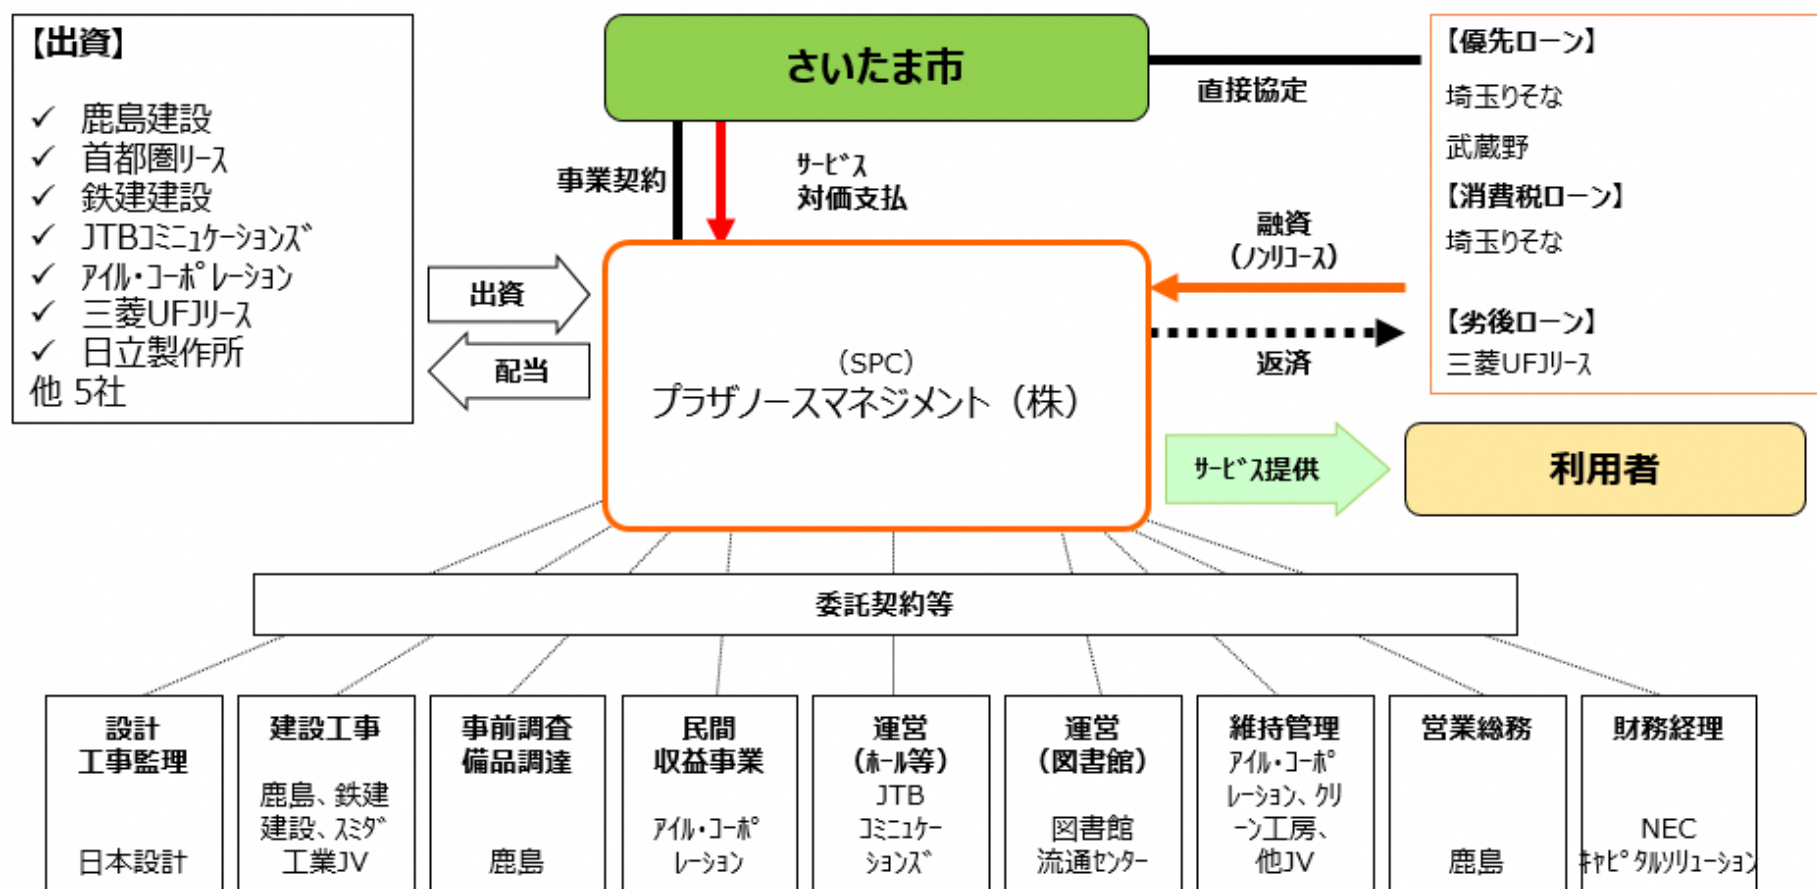 【出資】
✓ 鹿島建設
✓ 首都圏ﾘｰｽ
✓ 鉄建建設
✓ JTBｺﾐﾆｭｹｰｼｮﾝｽﾞ
✓ ｱｲﾙ・ｺｰﾎﾟﾚｰｼｮﾝ
✓ 三菱UFJﾘｰｽ
✓ 日立製作所
他 5社
さいたま市
直接協定
【優先ローン】
埼玉りそな
武蔵野
【消費税ローン】
埼玉りそな
【劣後ローン】
三菱UFJﾘｰｽ
事業契約
ｻｰﾋﾞｽ
対価支払
融資
（ﾉﾝﾘｺｰｽ）
返済
出資
配当
（SPC）
プラザノースマネジメント（株）
ｻｰﾋﾞｽ提供
利用者
委託契約等
設計
工事監理
日本設計
建設工事
鹿島、鉄建
建設、ｽﾐﾀﾞ
工業JV
事前調査
備品調達
鹿島
民間
収益事業
ｱｲﾙ・ｺｰﾎﾟ
ﾚｰｼｮﾝ
運営
（ﾎｰﾙ等）
JTB
ｺﾐﾆｭｹｰ
ｼｮﾝｽﾞ
運営
（図書館）
図書館
流通ｾﾝﾀｰ
維持管理
ｱｲﾙ・ｺｰﾎﾟ
ﾚｰｼｮﾝ、ｸﾘ
ｰﾝ工房、
他JV
営業総務
鹿島
財務経理
NEC
ｷｬﾋﾟﾀﾙｿﾘｭｰｼｮﾝ